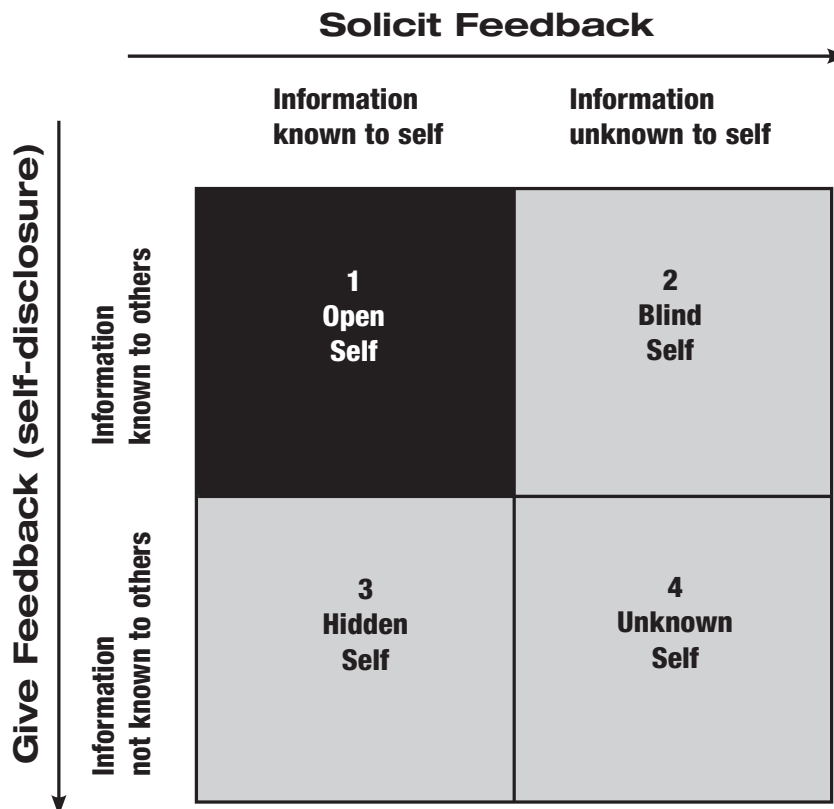 Solicit Feedback
Information
known to self
Information
unknown to self
Give Feedback (self-disclosure)
Information
known to others
1
Open
Self
2
Blind
Self
Information
not known to others
3
Hidden
Self
4
Unknown
Self